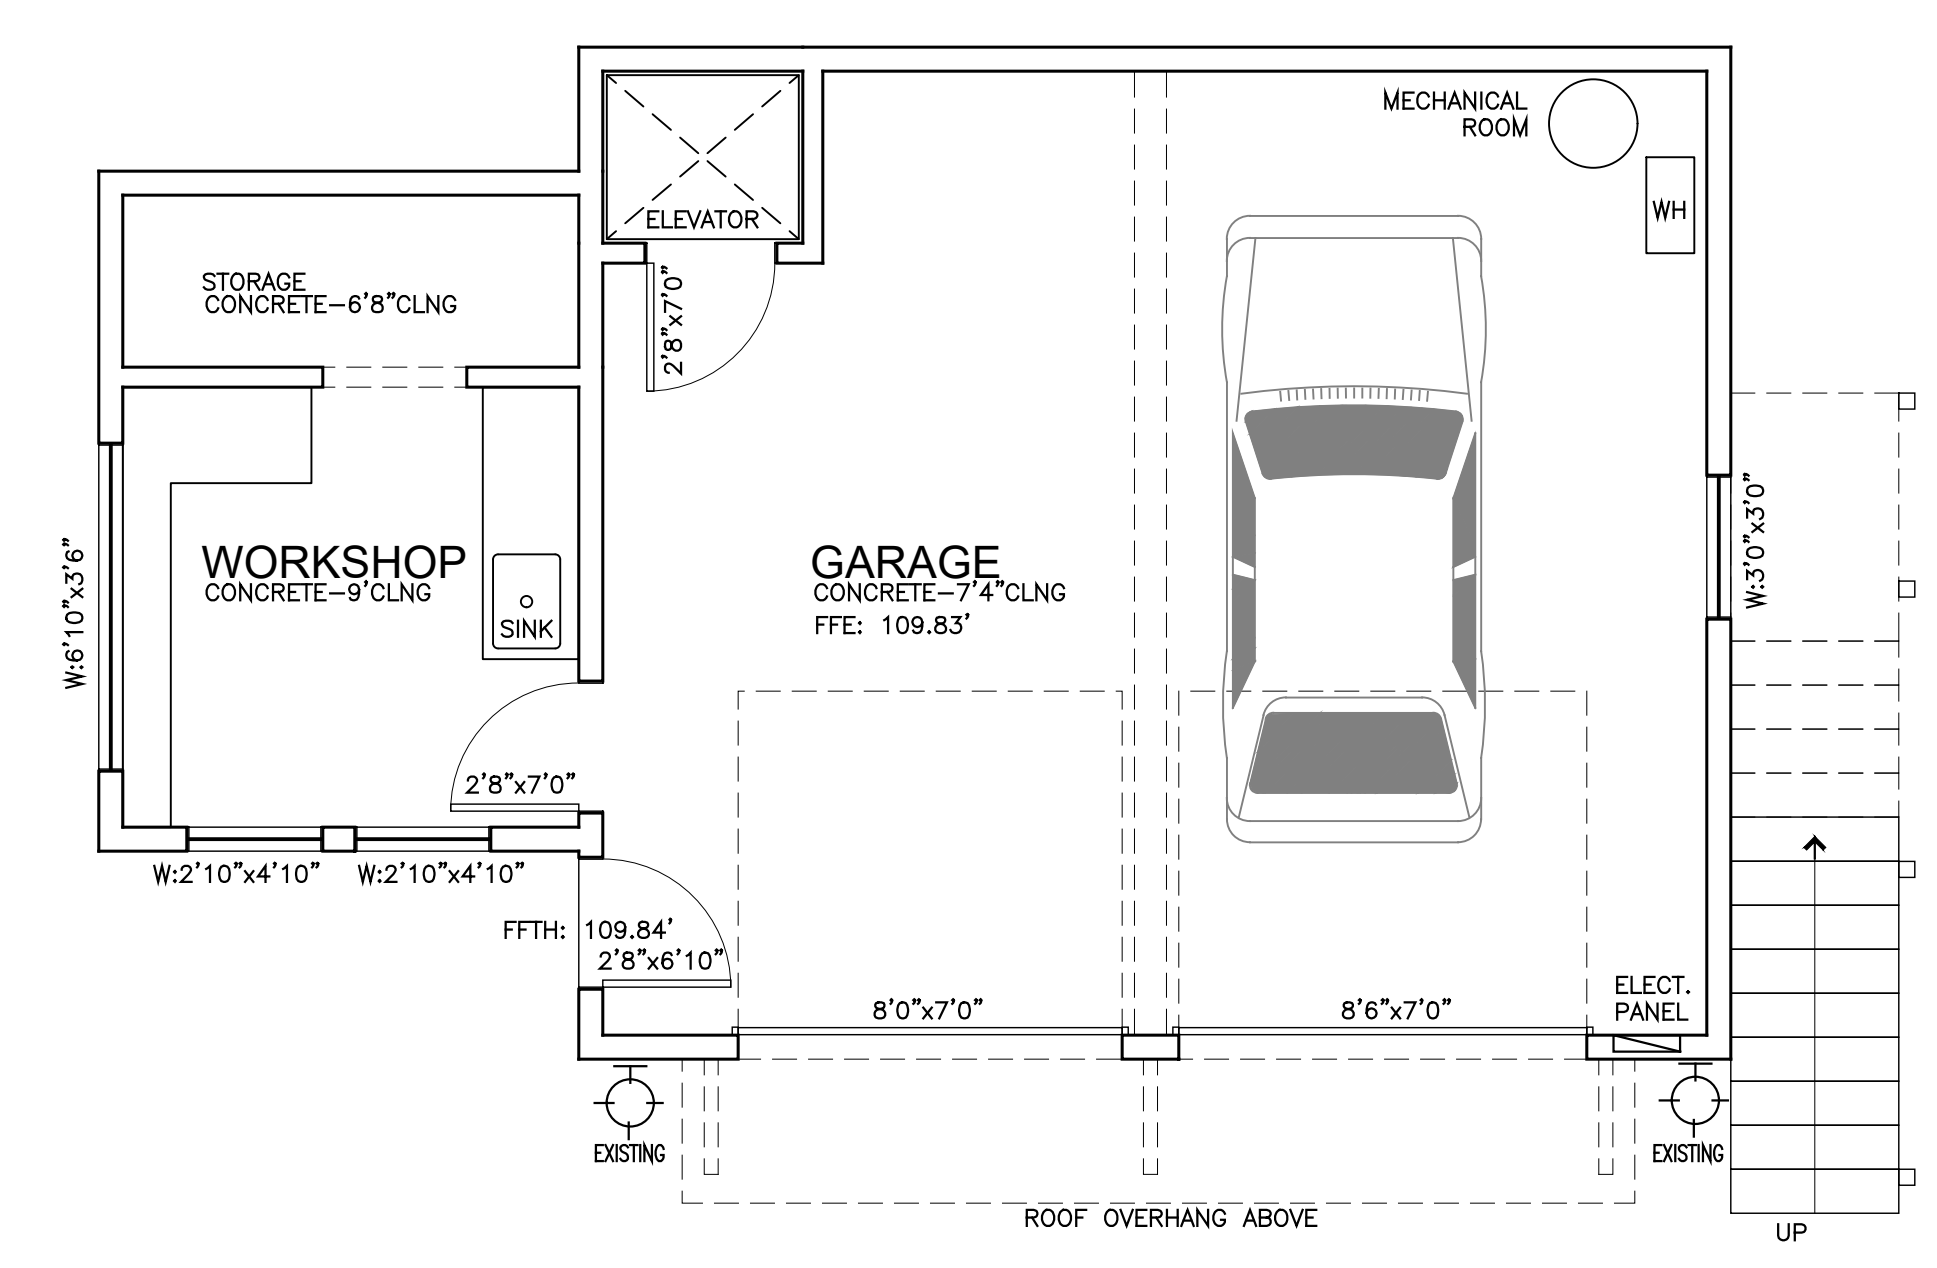 MECHANICAL
ROOM
WH
ELEVATOR
2'8"x7'0"
STORAGE
CONCRETE-6'8"CLNG
WORKSHOP
CONCRETE-9'CLNG
SINK
GARAGE
CONCRETE-7'4"CLNG
FFE: 109.83'
W:6'10"x3'6"
W:3'0"x3'0"
2'8"x7'0"
W:2'10"x4'10"
W:2'10"x4'10"
FFTH: 109.84'
2'8"x6'10"
8'0"x7'0"
8'6"x7'0"
ELECT.
PANEL
EXISTING
EXISTING
ROOF OVERHANG ABOVE
UP